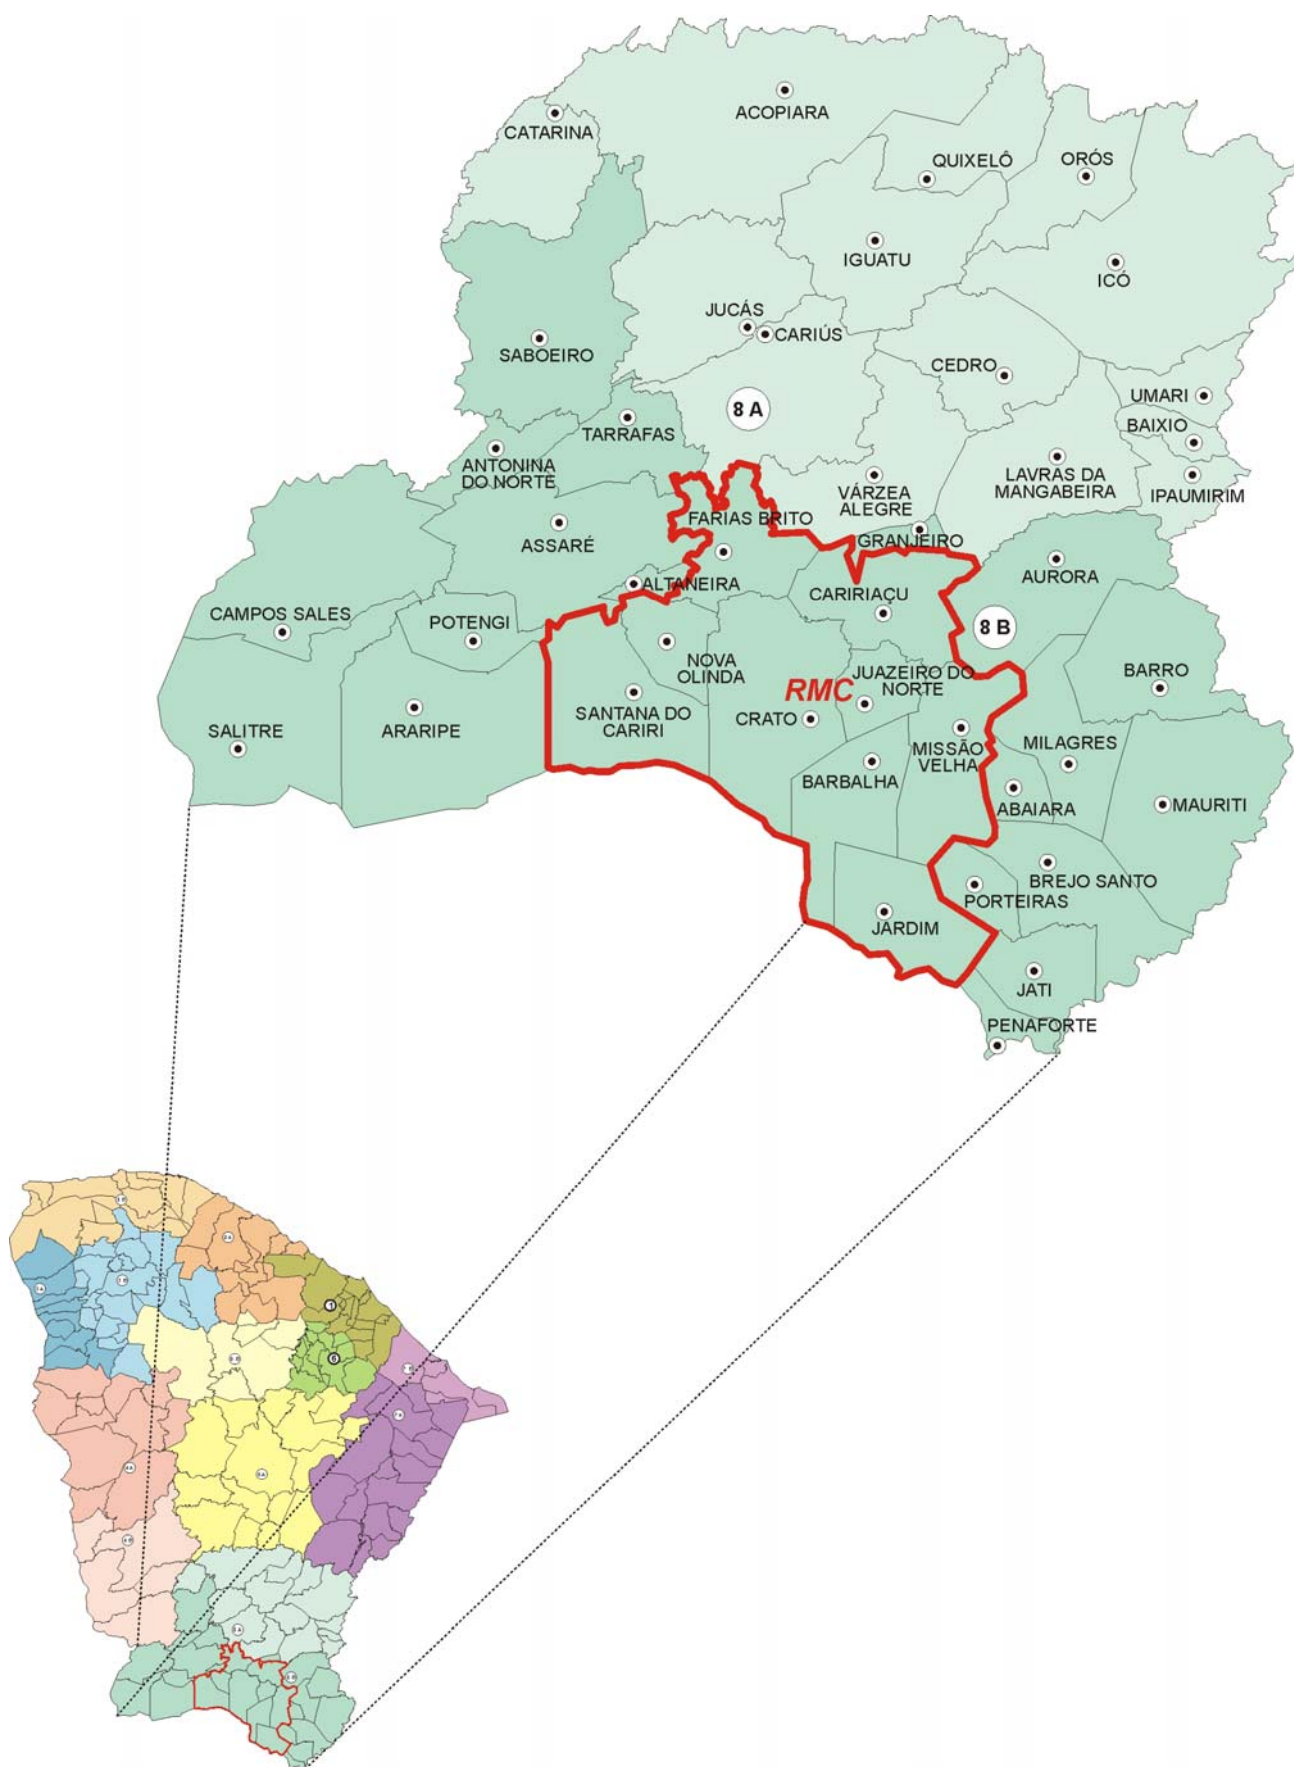 ACOPIARA
CATARINA
QUIXELÔ
ORÓS
IGUATU
ICÓ
JUCÁS
CARIÚS
SABOEIRO
CEDRO
UMARI
8 A
BAIXIO
TARRAFAS
ANTONINA
DO NORTE
LAVRAS DA
MANGABEIRA
VÁRZEA
ALEGRE
IPAUMIRIM
FARIAS BRITO
ASSARÉ
GRANJEIRO
AURORA
ALTANEIRA
CARIRIAÇU
CAMPOS SALES
POTENGI
8 B
NOVA
OLINDA
JUAZEIRO DO
NORTE
BARRO
RMC
SANTANA DO
CARIRI
CRATO
SALITRE
ARARIPE
MISSÃO
VELHA
MILAGRES
BARBALHA
ABAIARA
MAURITI
BREJO SANTO
PORTEIRAS
JARDIM
JATI
PENAFORTE
1
6